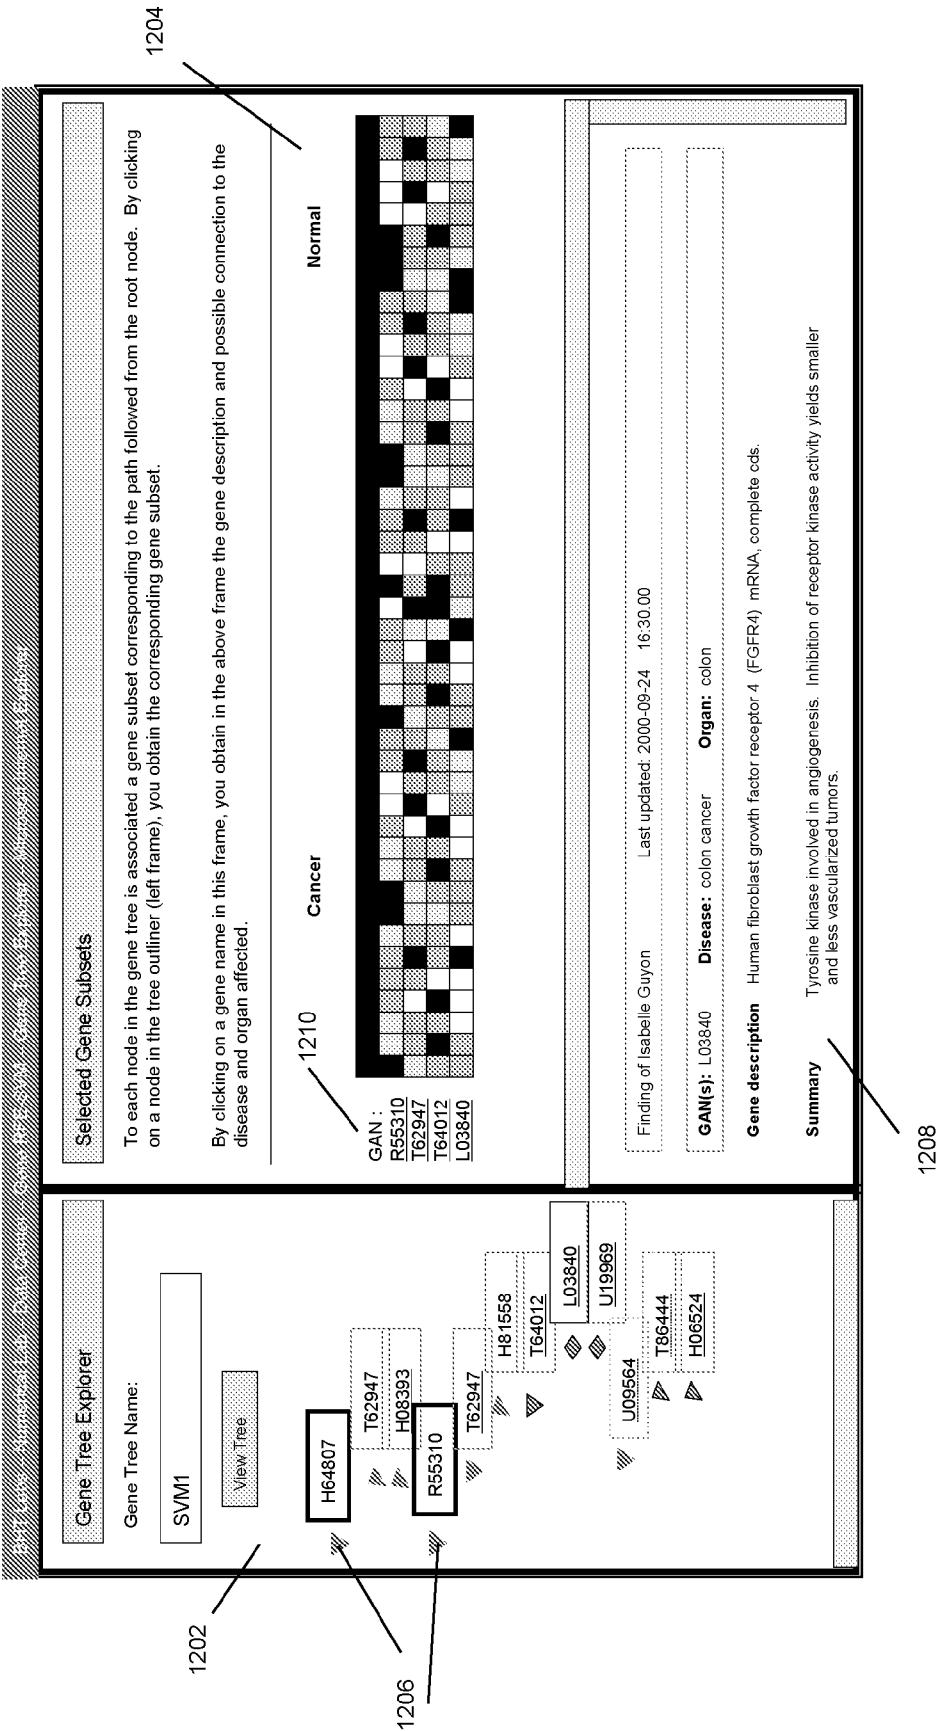 1204
Selected Gene Subsets
To each node in the gene tree is associated a gene subset corresponding to the path followed from the root node. By clicking
on a node in the tree outliner (left frame), you obtain the corresponding gene subset.
By clicking on a gene name in this frame, you obtain in the above frame the gene description and possible connection to the
disease and organ affected.
1210
Cancer
Normal
GAN :
R55310
T62947
T64012
L03840
Finding of Isabelle Guyon Last updated: 2000-09-24 16:30.00
GAN(s): L03840 Disease: colon cancer Organ: colon
Gene description Human fibroblast growth factor receptor 4 (FGFR4) mRNA, complete cds.
Summary Tyrosine kinase involved in angiogenesis. Inhibition of receptor kinase activity yields smaller
and less vascularized tumors.
1208
Gene Tree Explorer
Gene Tree Name:
SVM1
View Tree
1202
H64807
T62947
H08393
R55310
T62947
H81558
T64012
L03840
U19969
U09564
T86444
H06524
1206